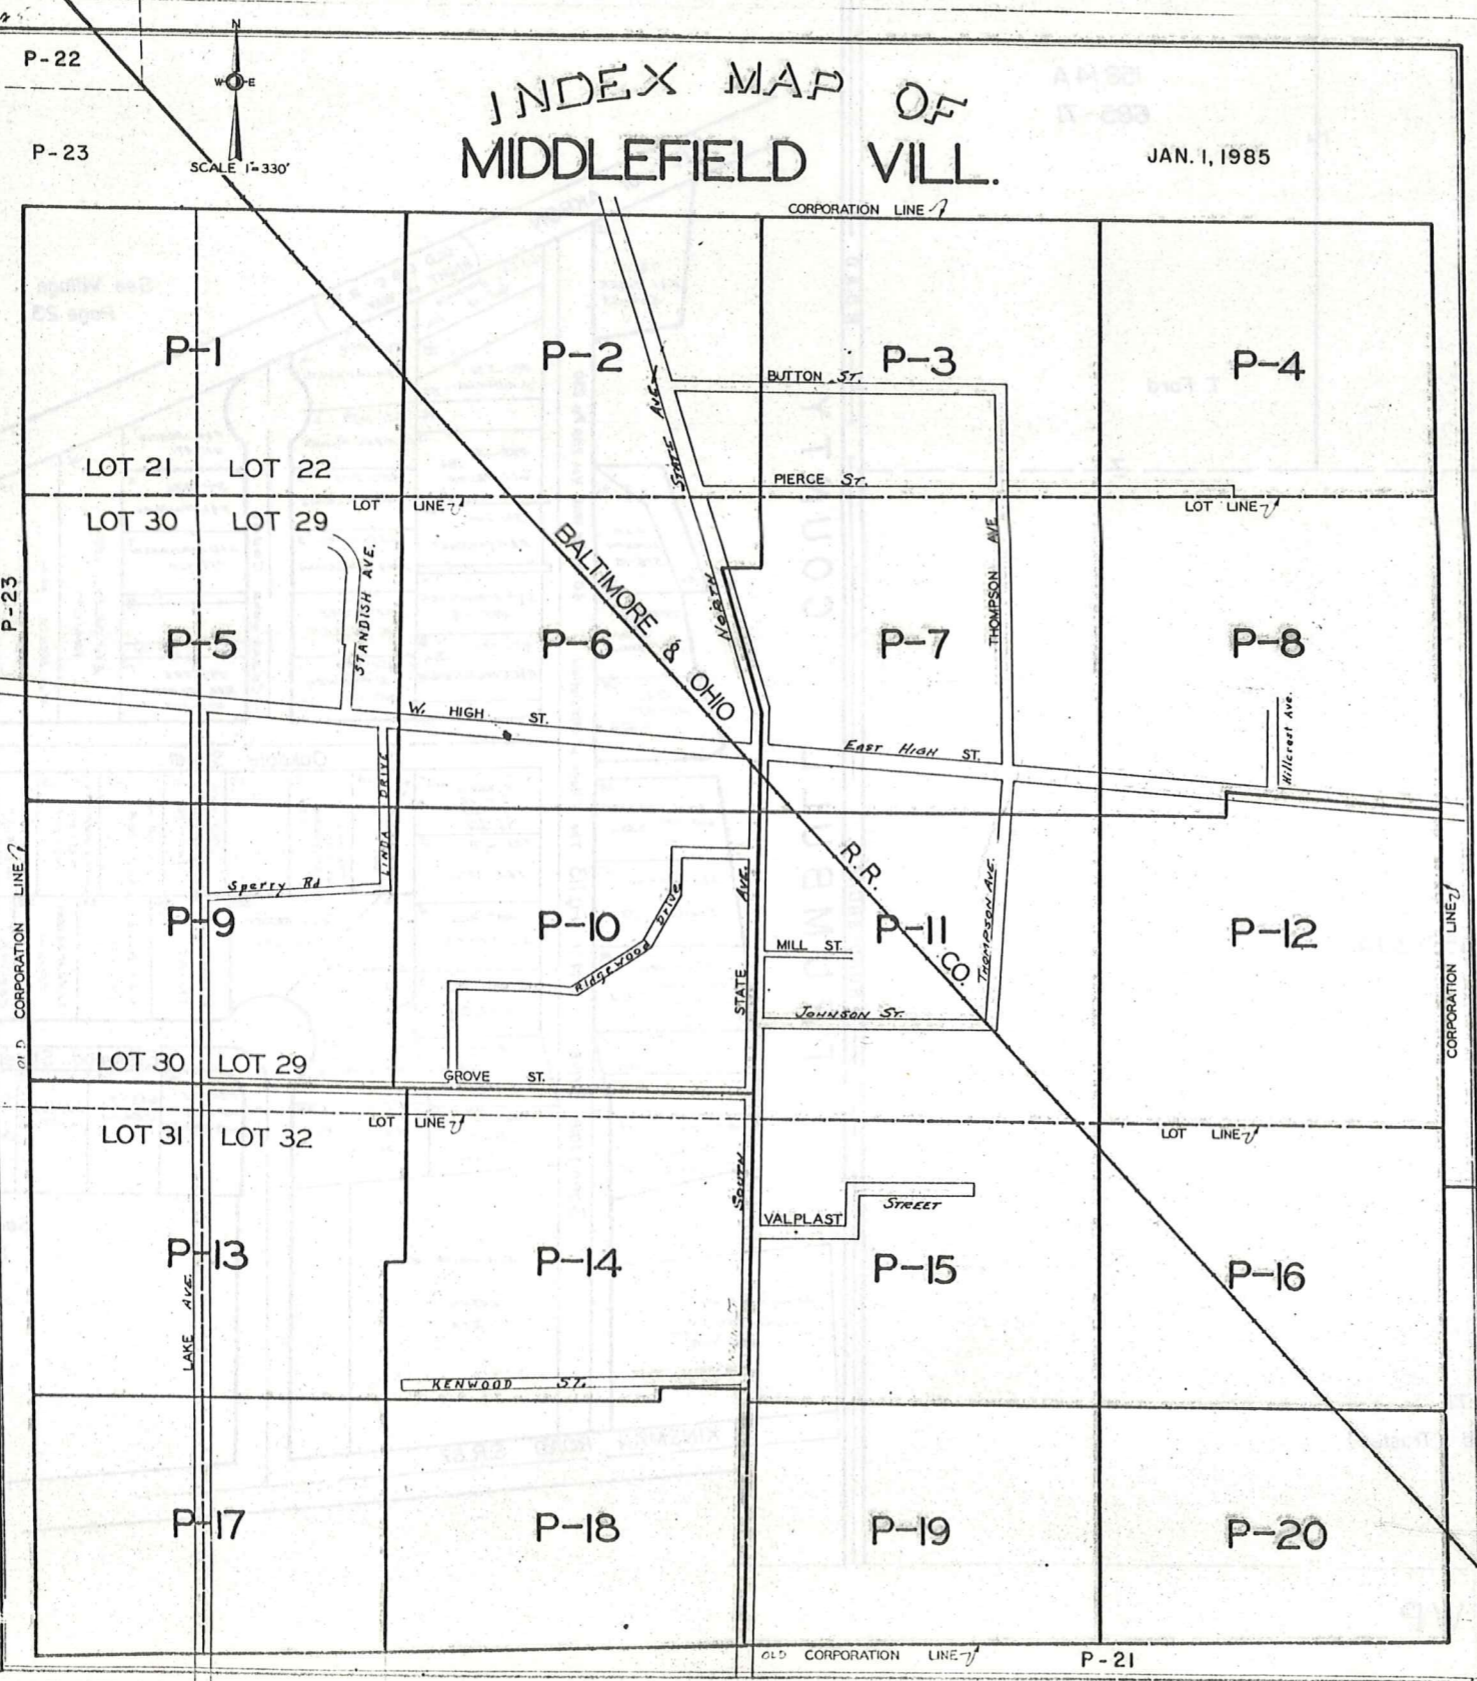 P-22
P-23
N
W E
SCALE 1"=330'
INDEX MAP OF
MIDDLEFIELD VILL.
JAN. 1, 1985
CORPORATION LINE
P-1
P-2
P-3
P-4
BUTTON ST.
STATE AVE.
PIERCE ST.
LOT 21
LOT 22
LOT LINE
LOT LINE
LOT 30
LOT 29
P-23
STANDISH AVE.
BALTIMORE & OHIO R.R. CO.
NORTH
THOMPSON AVE
P-5
P-6
P-7
P-8
W. HIGH ST.
EAST HIGH ST.
Hillcrest Ave.
LINDA DRIVE
OLD CORPORATION LINE
Sperry Rd
P-9
P-10
P-11
P-12
Ridgewood Drive
STATE AVE.
MILL ST.
THOMPSON AVE.
JOHNSON ST.
CORPORATION LINE
LOT 30
LOT 29
GROVE ST.
LOT 31
LOT 32
LOT LINE
LOT LINE
SOUTH
VALPLAST STREET
P-13
P-14
P-15
P-16
LAKE AVE.
KENWOOD ST.
P-17
P-18
P-19
P-20
OLD CORPORATION LINE
P-21